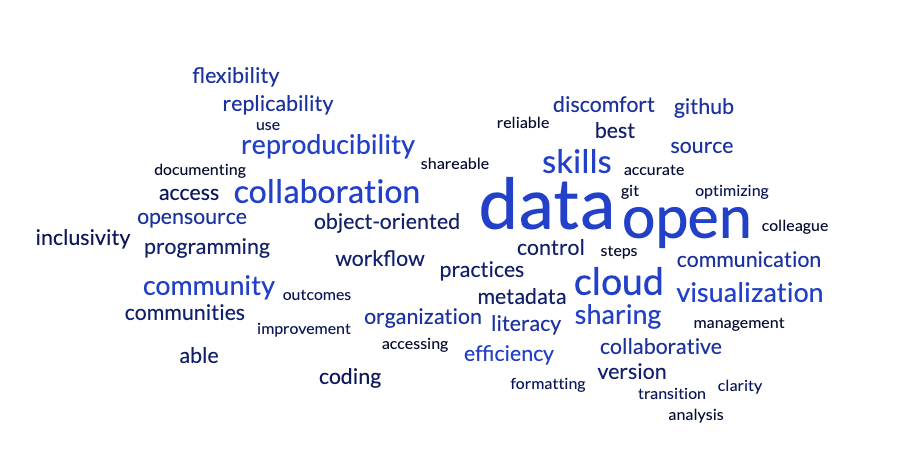 flexibility
replicability
discomfort
github
use
reliable
best
reproducibility
source
shareable
skills
documenting
accurate
access
collaboration
git
optimizing
data
opensource
object-oriented
open
colleague
inclusivity
programming
control
steps
workflow
communication
practices
community
cloud
outcomes
metadata
visualization
communities
organization
literacy
sharing
management
improvement
accessing
efficiency
collaborative
able
coding
version
formatting
transition
clarity
analysis